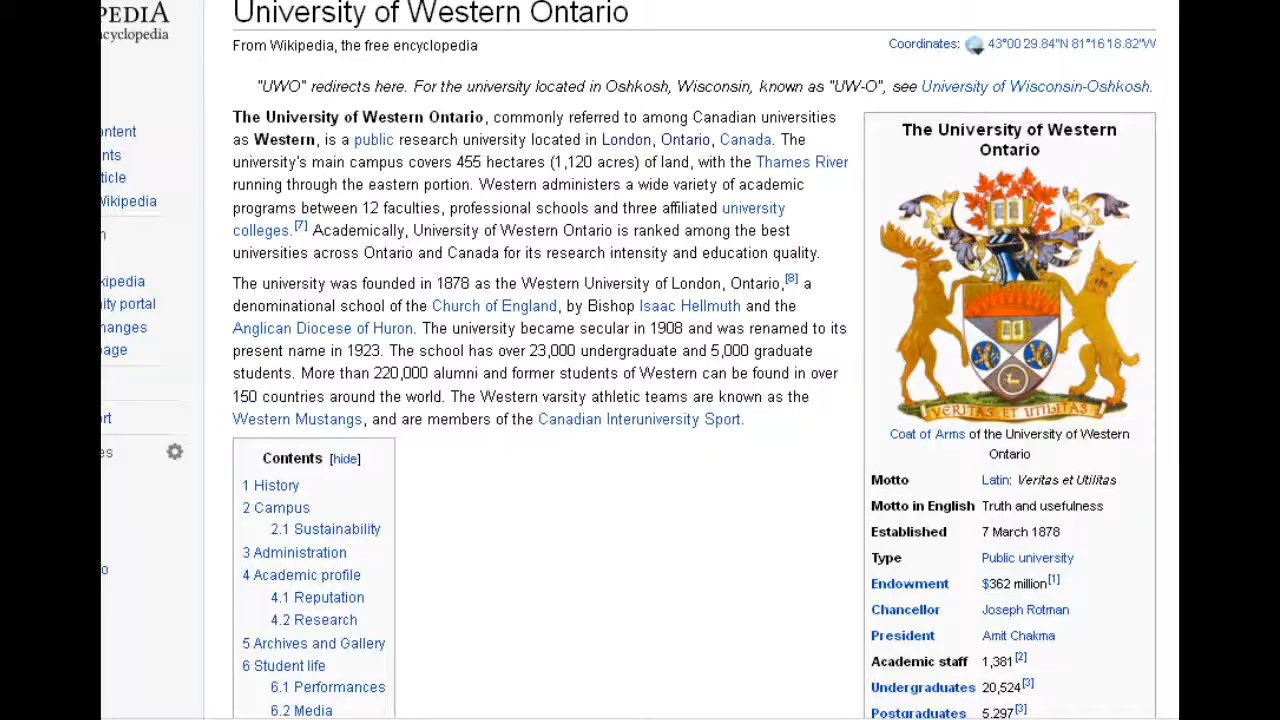 PEDIA
cyclopedia
ontent
nts
ticle
Wikipedia
n
kipedia
ity portal
hanges
page
ort
es
o
University of Western Ontario
From Wikipedia, the free encyclopedia
Coordinates: 43°00′29.84″N 81°16′18.82″W
"UWO" redirects here. For the university located in Oshkosh, Wisconsin, known as "UW-O", see University of Wisconsin-Oshkosh.
The University of Western Ontario, commonly referred to among Canadian universities
as Western, is a public research university located in London, Ontario, Canada. The
university's main campus covers 455 hectares (1,120 acres) of land, with the Thames River
running through the eastern portion. Western administers a wide variety of academic
programs between 12 faculties, professional schools and three affiliated university
colleges.[7] Academically, University of Western Ontario is ranked among the best
universities across Ontario and Canada for its research intensity and education quality.
The university was founded in 1878 as the Western University of London, Ontario,[8] a
denominational school of the Church of England, by Bishop Isaac Hellmuth and the
Anglican Diocese of Huron. The university became secular in 1908 and was renamed to its
present name in 1923. The school has over 23,000 undergraduate and 5,000 graduate
students. More than 220,000 alumni and former students of Western can be found in over
150 countries around the world. The Western varsity athletic teams are known as the
Western Mustangs, and are members of the Canadian Interuniversity Sport.
Contents [hide]
1 History
2 Campus
2.1 Sustainability
3 Administration
4 Academic profile
4.1 Reputation
4.2 Research
5 Archives and Gallery
6 Student life
6.1 Performances
6.2 Media
The University of Western
Ontario
VERITAS ET UTILITAS
Coat of Arms of the University of Western
Ontario
Motto Latin: Veritas et Utilitas
Motto in English Truth and usefulness
Established 7 March 1878
Type Public university
Endowment $362 million[1]
Chancellor Joseph Rotman
President Amit Chakma
Academic staff 1,381[2]
Undergraduates 20,524[3]
Postgraduates 5,297[3]